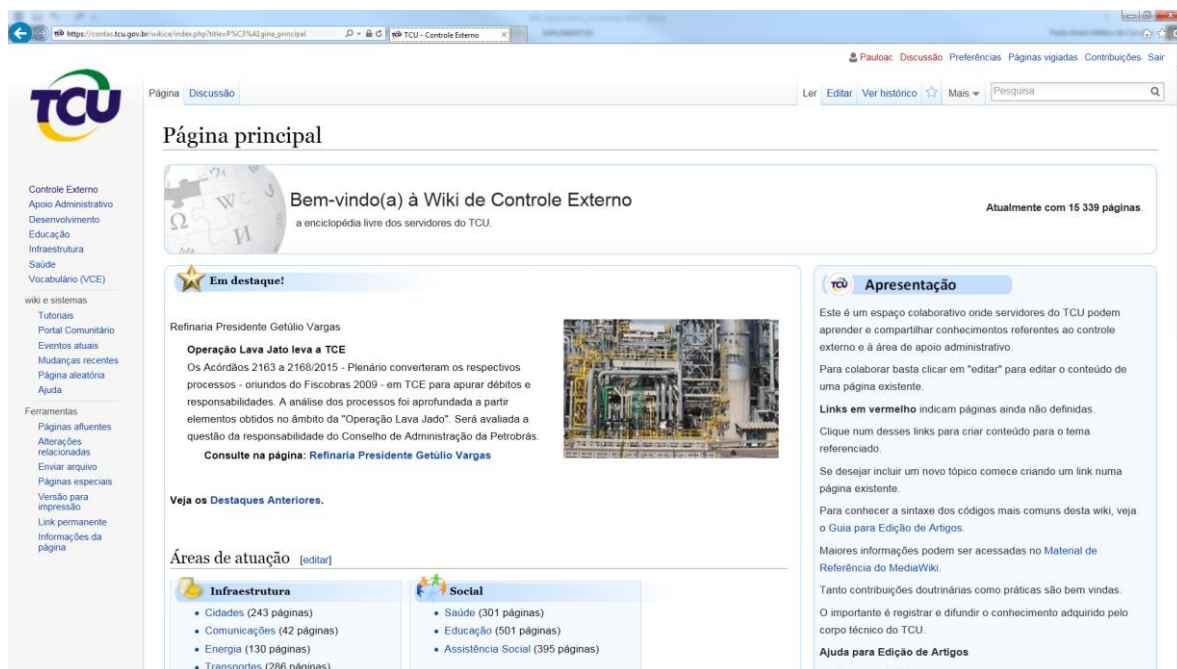 https://contas.tcu.gov.br/wikice/index.php?title=P%C3%A1gina_principal
TCU - Controle Externo
Pauloac Discussão Preferências Páginas vigiadas Contribuições Sair
TCU
Página Discussão
Ler Editar Ver histórico Mais Pesquisa
Página principal
Bem-vindo(a) à Wiki de Controle Externo
a enciclopédia livre dos servidores do TCU.
Atualmente com 15 339 páginas.
Controle Externo
Apoio Administrativo
Desenvolvimento
Educação
Infraestrutura
Saúde
Vocabulário (VCE)
wiki e sistemas
Tutoriais
Portal Comunitário
Eventos atuais
Mudanças recentes
Página aleatória
Ajuda
Ferramentas
Páginas afluentes
Alterações
relacionadas
Enviar arquivo
Páginas especiais
Versão para
impressão
Link permanente
Informações da
página
Em destaque!
Refinaria Presidente Getúlio Vargas
Operação Lava Jato leva a TCE
Os Acórdãos 2163 a 2168/2015 - Plenário converteram os respectivos
processos - oriundos do Fiscobras 2009 - em TCE para apurar débitos e
responsabilidades. A análise dos processos foi aprofundada a partir
elementos obtidos no âmbito da "Operação Lava Jado". Será avaliada a
questão da responsabilidade do Conselho de Administração da Petrobrás.
Consulte na página: Refinaria Presidente Getúlio Vargas
Veja os Destaques Anteriores.
Áreas de atuação [editar]
Infraestrutura
Cidades (243 páginas)
Comunicações (42 páginas)
Energia (130 páginas)
Transportes (286 páginas)
Social
Saúde (301 páginas)
Educação (501 páginas)
Assistência Social (395 páginas)
TCU Apresentação
Este é um espaço colaborativo onde servidores do TCU podem
aprender e compartilhar conhecimentos referentes ao controle
externo e à área de apoio administrativo.
Para colaborar basta clicar em "editar" para editar o conteúdo de
uma página existente.
Links em vermelho indicam páginas ainda não definidas.
Clique num desses links para criar conteúdo para o tema
referenciado.
Se desejar incluir um novo tópico comece criando um link numa
página existente.
Para conhecer a sintaxe dos códigos mais comuns desta wiki, veja
o Guia para Edição de Artigos.
Maiores informações podem ser acessadas no Material de
Referência do MediaWiki.
Tanto contribuições doutrinárias como práticas são bem vindas.
O importante é registrar e difundir o conhecimento adquirido pelo
corpo técnico do TCU.
Ajuda para Edição de Artigos